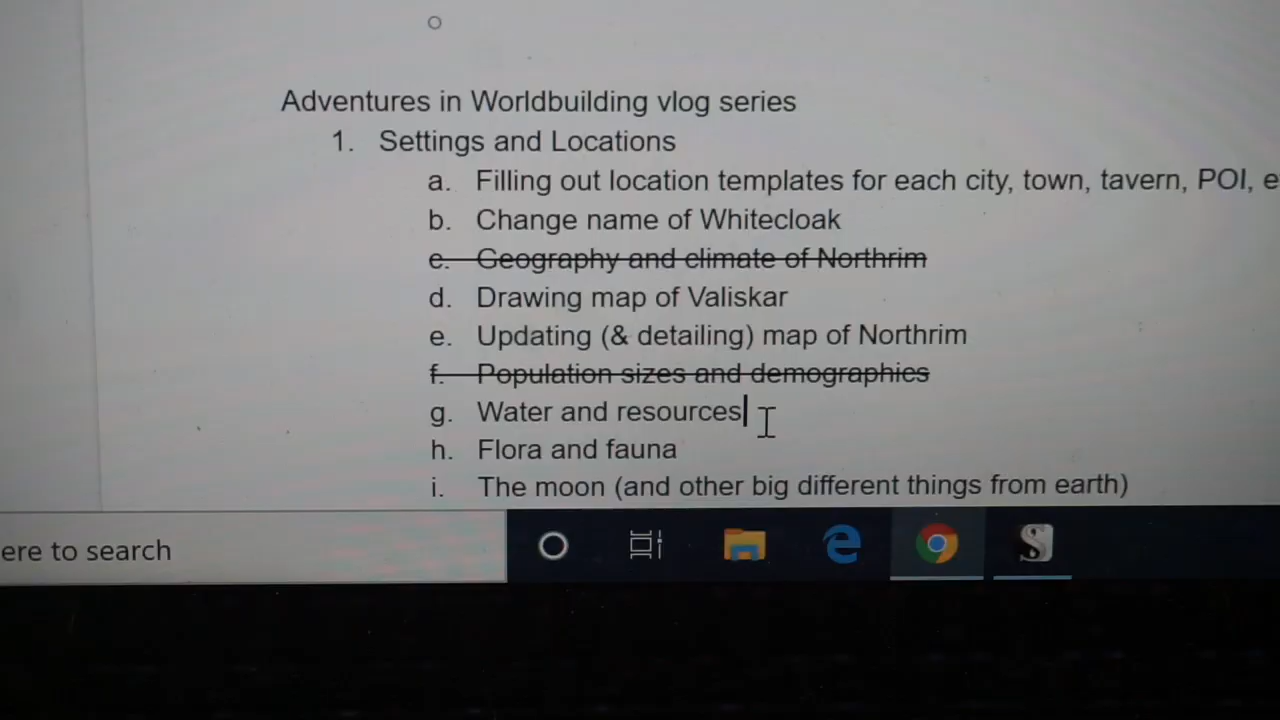 Adventures in Worldbuilding vlog series
1. Settings and Locations
a. Filling out location templates for each city, town, tavern, POI, e
b. Change name of Whitecloak
c. Geography and climate of Northrim
d. Drawing map of Valiskar
e. Updating (& detailing) map of Northrim
f. Population sizes and demographics
g. Water and resources
h. Flora and fauna
i. The moon (and other big different things from earth)
ere to search